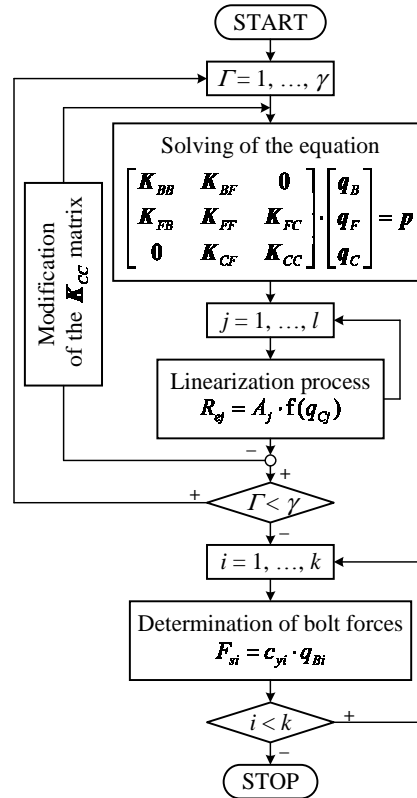 START
Γ = 1, …, γ
Solving of the equation
[ K_BB K_BF 0 ] [ q_B ]
[ K_FB K_FF K_FC ] · [ q_F ] = p
[ 0 K_CF K_CC ] [ q_C ]
Modification
of the K_CC matrix
j = 1, …, l
Linearization process
R_ej = A_j · f(q_Cj)
−
+
+
Γ < γ
−
i = 1, …, k
Determination of bolt forces
F_si = c_yi · q_Bi
i < k
+
−
STOP